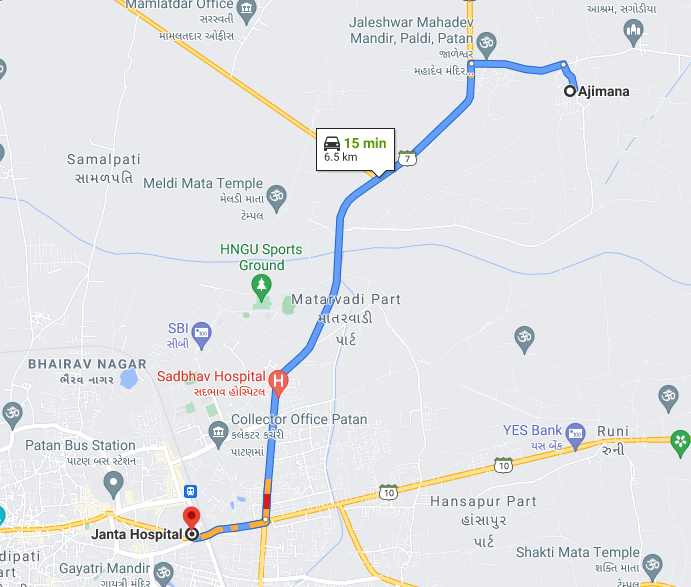 Mamlatdar Office
સરસ્વતી
મામલતદાર ઓફીસ
Jaleshwar Mahadev
Mandir, Paldi, Patan
જાળેશ્વર
મહાદેવ મંદિર...
આશ્રમ, સગોડીયા
Ajimana
15 min
6.5 km
7
Samalpati
સામળપતિ
Meldi Mata Temple
મેલડી માતા
ટેમ્પલ
HNGU Sports
Ground
Matarvadi Part
માતરવાડી
પાર્ટ
SBI
સીબી
BHAIRAV NAGAR
ભૈરવ નાગર
Sadbhav Hospital
સદભાવ હોસ્પિટલ
H
Collector Office Patan
કલેક્ટર કચેરી
પાટણમાં
Patan Bus Station
પાટણ બસ સ્ટેશન
YES Bank
યસ બેંક
Runi
રુની
10
10
Hansapur Part
હાંસાપુર
પાર્ટ
Janta Hospital
dipati
art
Gayatri Mandir
ગાયત્રી મંદિર
Shakti Mata Temple
શક્તિ માતા
ટેમ્પલ